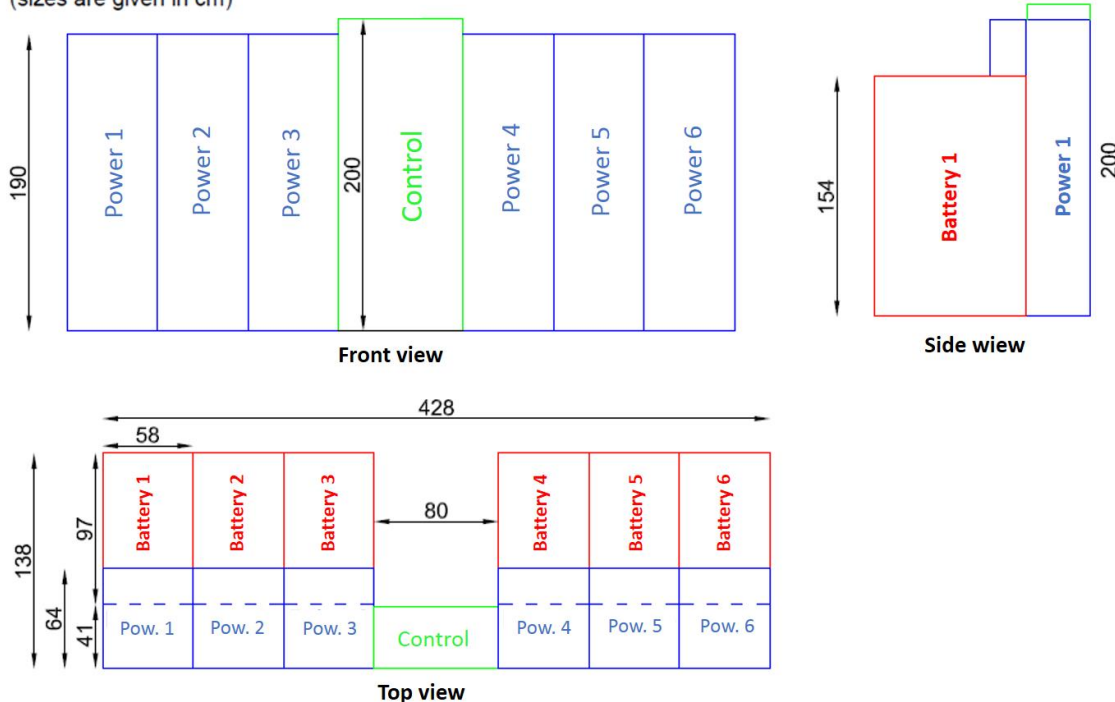 (sizes are given in cm)
190
Power 1
Power 2
Power 3
200
Control
Power 4
Power 5
Power 6
Front view
154
Battery 1
Power 1
200
Side wiew
428
58
138
97
64
41
Battery 1
Battery 2
Battery 3
80
Battery 4
Battery 5
Battery 6
Pow. 1
Pow. 2
Pow. 3
Control
Pow. 4
Pow. 5
Pow. 6
Top view